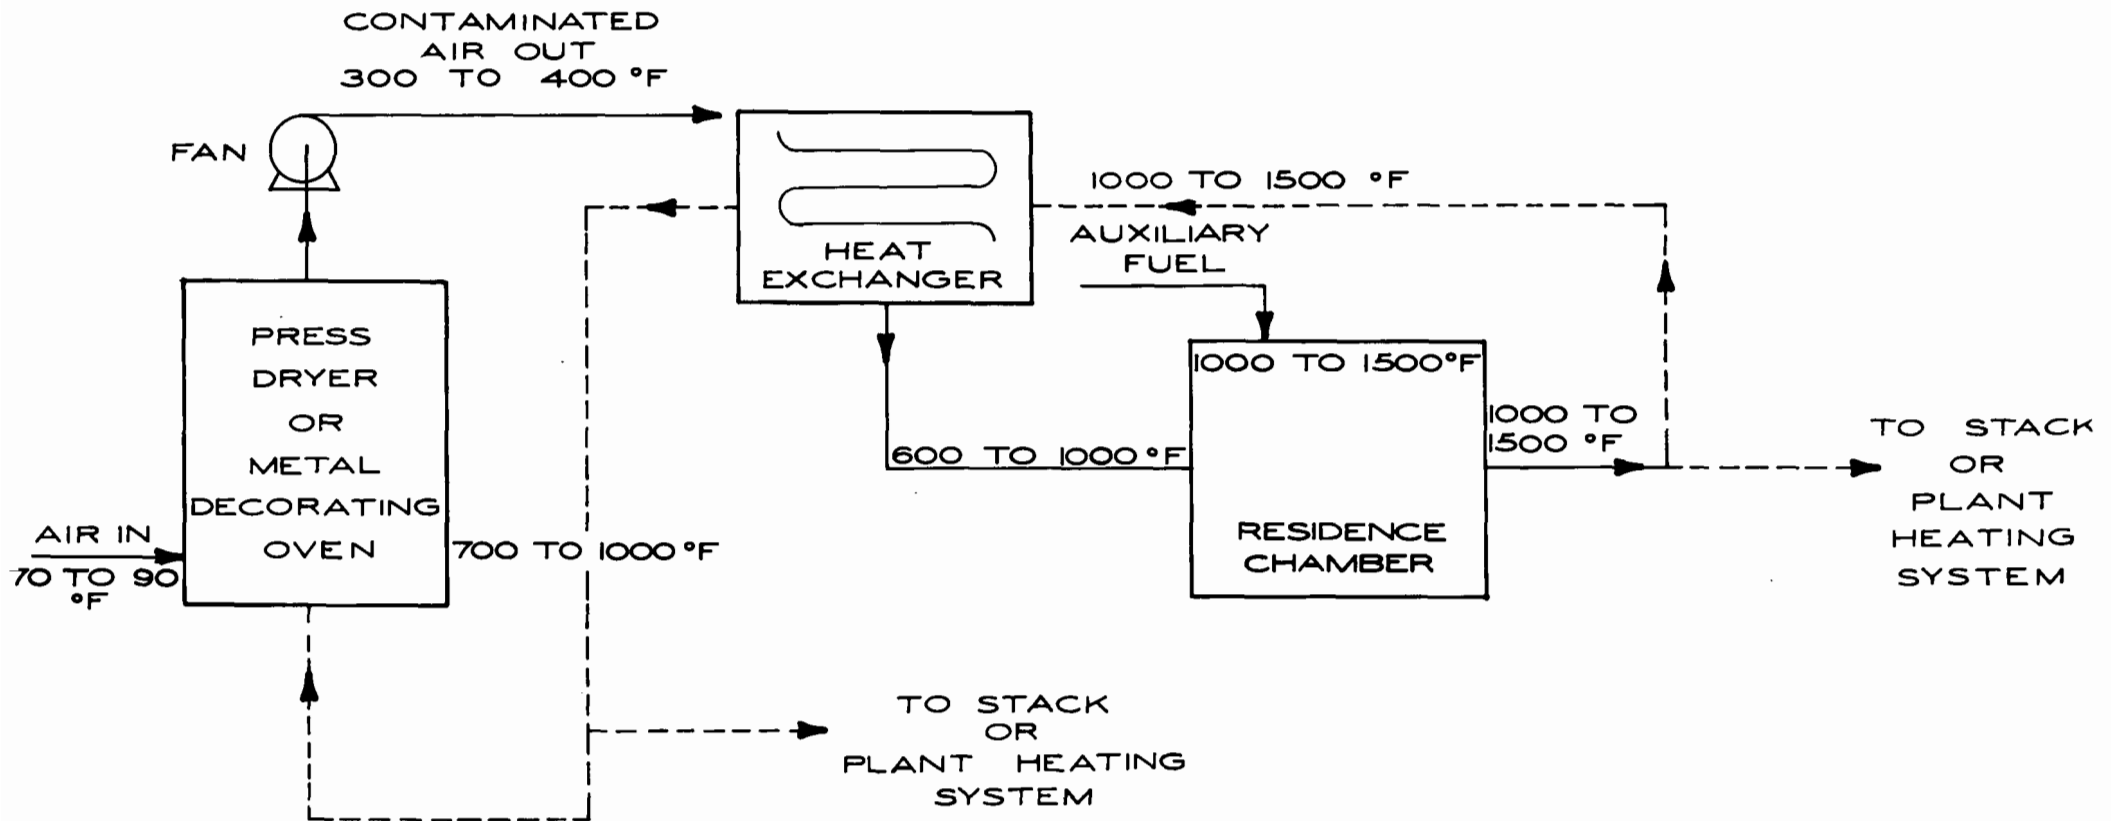 CONTAMINATED
AIR OUT
300 TO 400 °F
FAN
1000 TO 1500 °F
AUXILIARY
FUEL
HEAT
EXCHANGER
PRESS
DRYER
OR
METAL
DECORATING
OVEN
AIR IN
70 TO 90
°F
700 TO 1000 °F
1000 TO 1500°F
600 TO 1000 °F
RESIDENCE
CHAMBER
1000 TO
1500 °F
TO STACK
OR
PLANT
HEATING
SYSTEM
TO STACK
OR
PLANT HEATING
SYSTEM